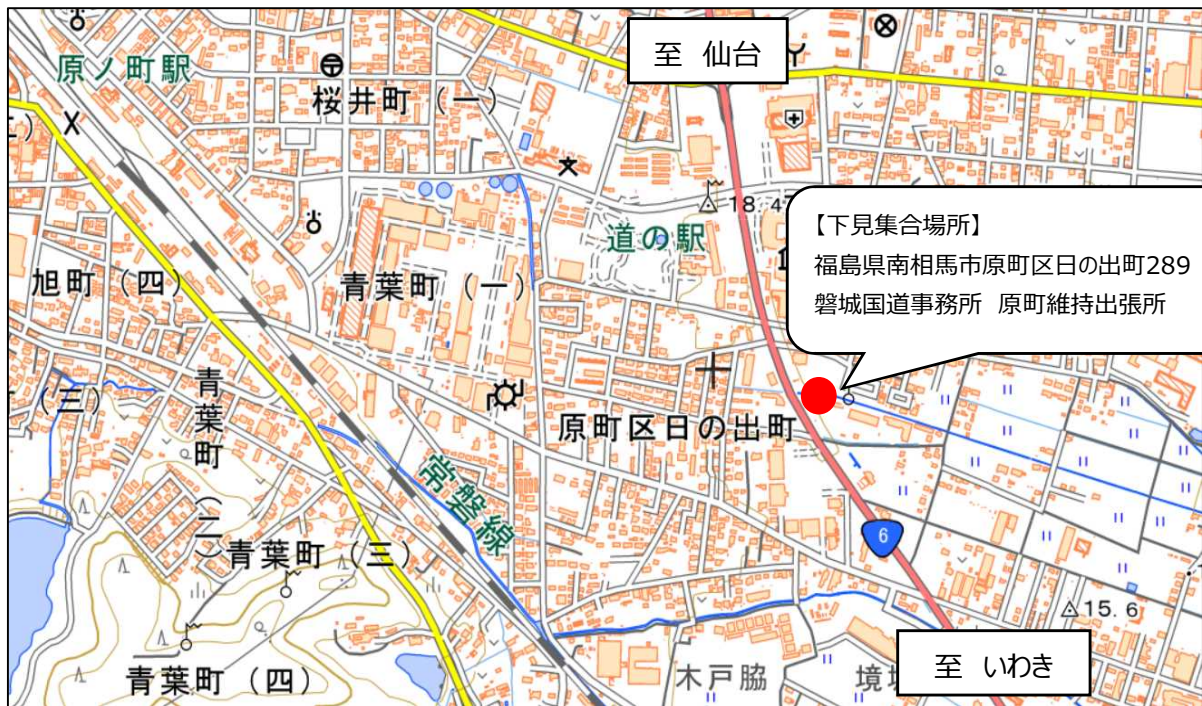 至 仙台
原ノ町駅
桜井町（一）
18.4
【下見集合場所】
福島県南相馬市原町区日の出町289
磐城国道事務所 原町維持出張所
道の駅
旭町（四）
青葉町（一）
（三）
青葉町（二）
原町区日の出町
常磐線
6
青葉町（三）
15.6
至 いわき
青葉町（四）
木戸脇
境